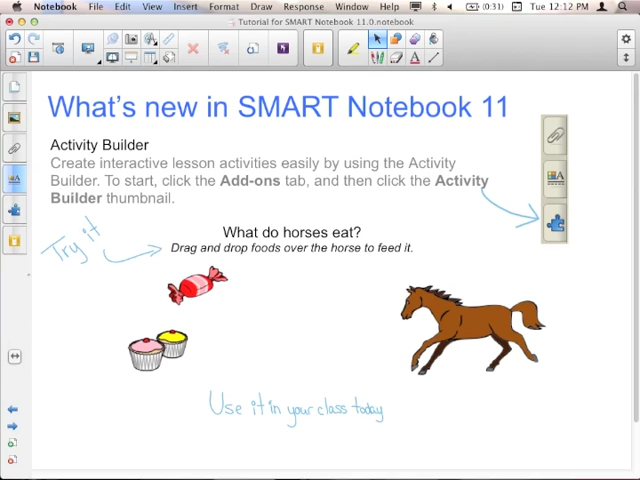 Notebook File Edit View Insert Format Draw Response Window Help (0:31) Tue 12:12 PM
Tutorial for SMART Notebook 11.0.notebook
What's new in SMART Notebook 11
Activity Builder
Create interactive lesson activities easily by using the Activity
Builder. To start, click the Add-ons tab, and then click the Activity
Builder thumbnail.
Try it
What do horses eat?
Drag and drop foods over the horse to feed it.
Use it in your class today